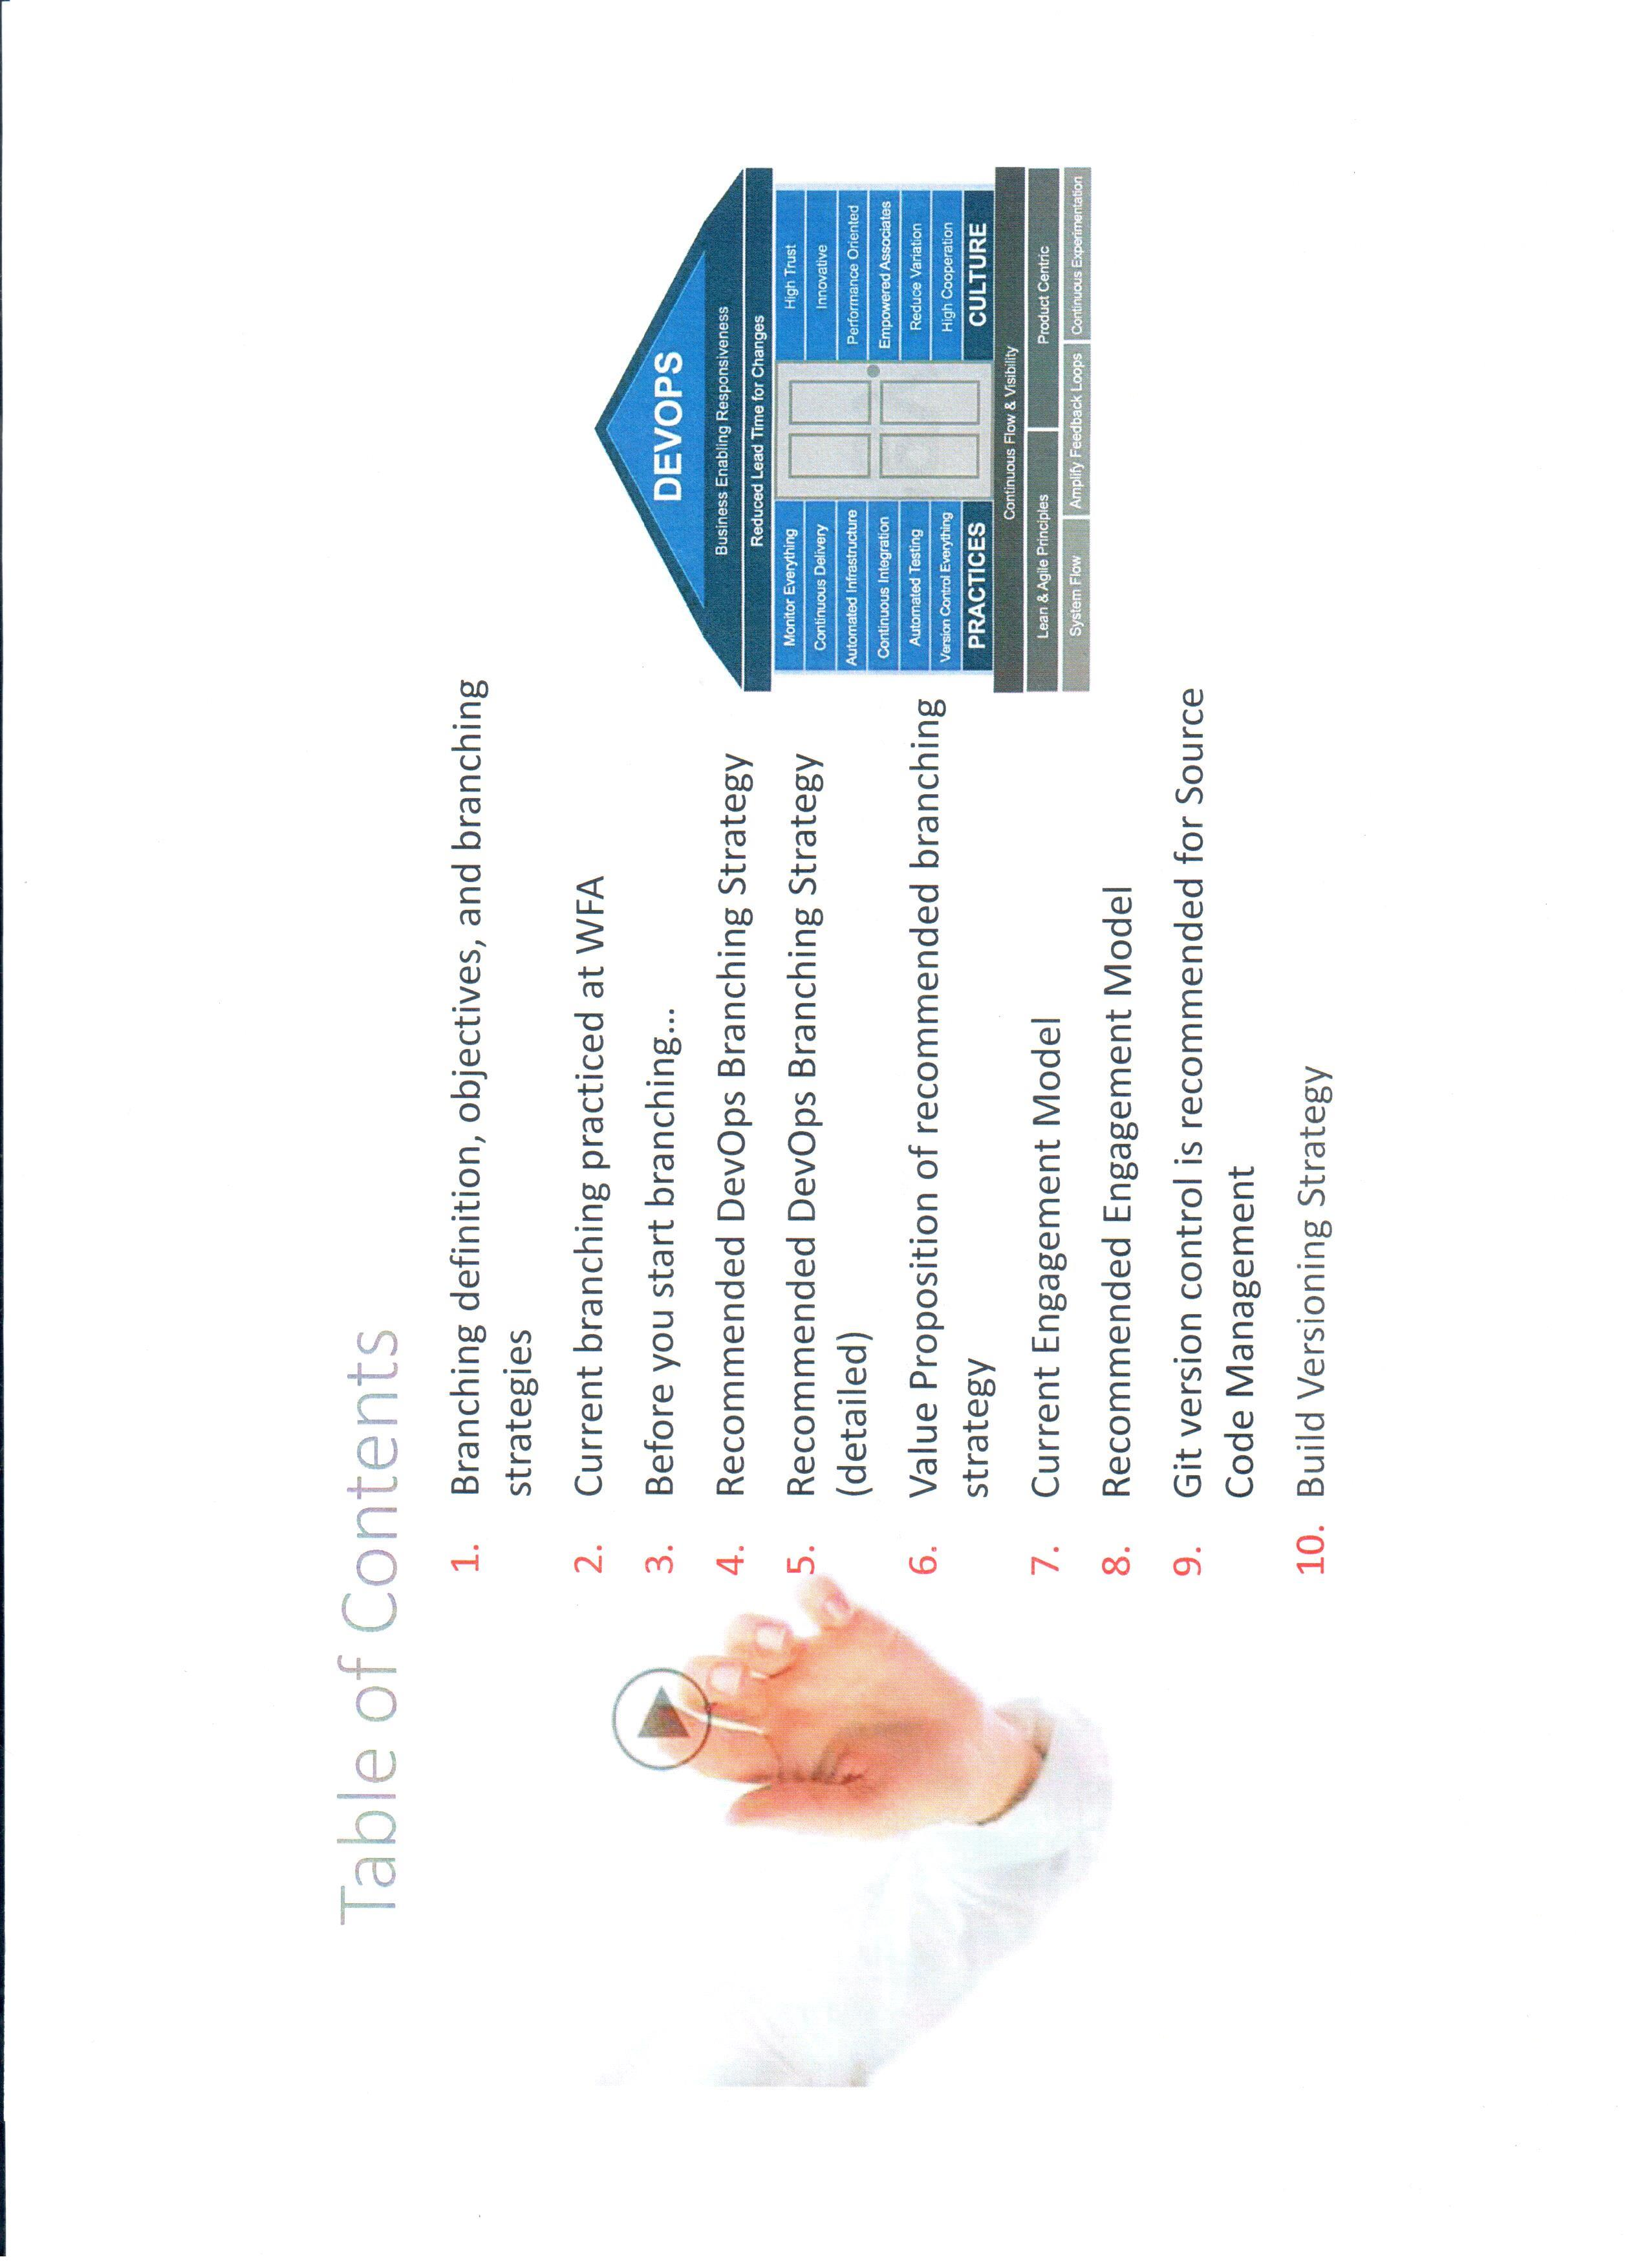 Table of Contents
1. Branching definition, objectives, and branching
strategies
2. Current branching practiced at WFA
3. Before you start branching...
4. Recommended DevOps Branching Strategy
5. Recommended DevOps Branching Strategy
(detailed)
6. Value Proposition of recommended branching
strategy
7. Current Engagement Model
8. Recommended Engagement Model
9. Git version control is recommended for Source
Code Management
10. Build Versioning Strategy
DEVOPS
Business Enabling Responsiveness
Reduced Lead Time for Changes
Monitor Everything
Continuous Delivery
Automated Infrastructure
Continuous Integration
Automated Testing
Version Control Everything
PRACTICES
High Trust
Innovative
Performance Oriented
Empowered Associates
Reduce Variation
High Cooperation
CULTURE
Continuous Flow & Visibility
Lean & Agile Principles
Product Centric
System Flow
Amplify Feedback Loops
Continuous Experimentation